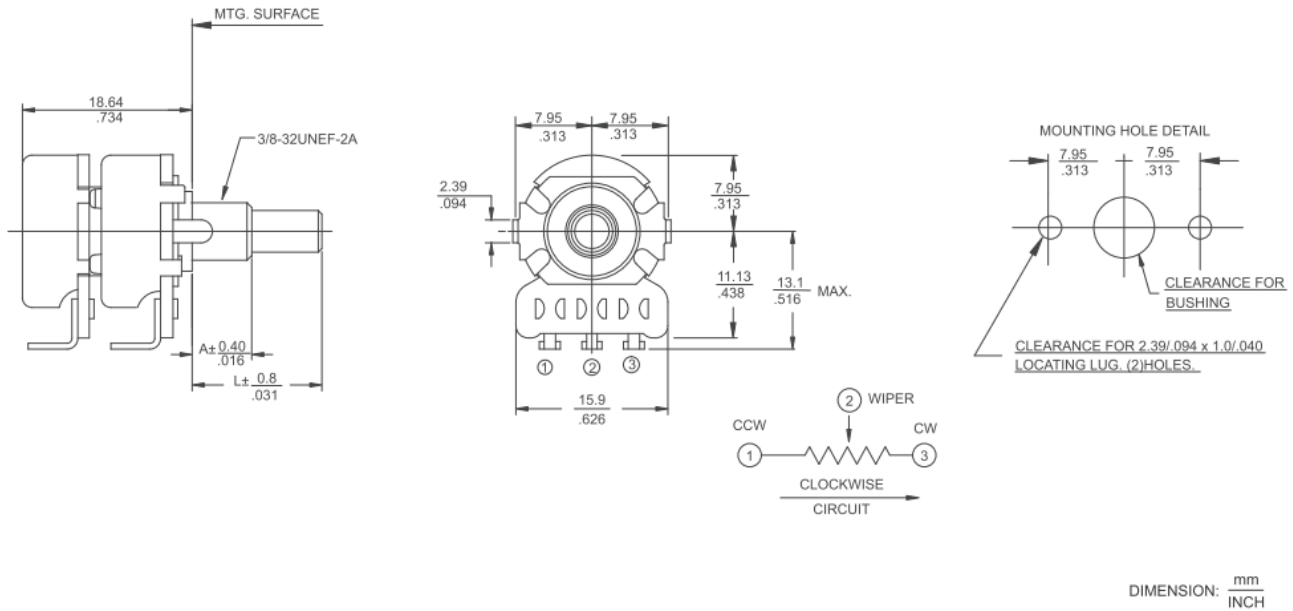 MTG. SURFACE
18.64
.734
3/8-32UNEF-2A
A± 0.40
.016
L± 0.8
.031
7.95
.313
7.95
.313
2.39
.094
7.95
.313
11.13
.438
13.1
.516
MAX.
1
2
3
15.9
.626
2 WIPER
CCW
CW
1
3
CLOCKWISE
CIRCUIT
MOUNTING HOLE DETAIL
7.95
.313
7.95
.313
CLEARANCE FOR
BUSHING
CLEARANCE FOR 2.39/.094 x 1.0/.040
LOCATING LUG. (2)HOLES.
DIMENSION: mm
INCH